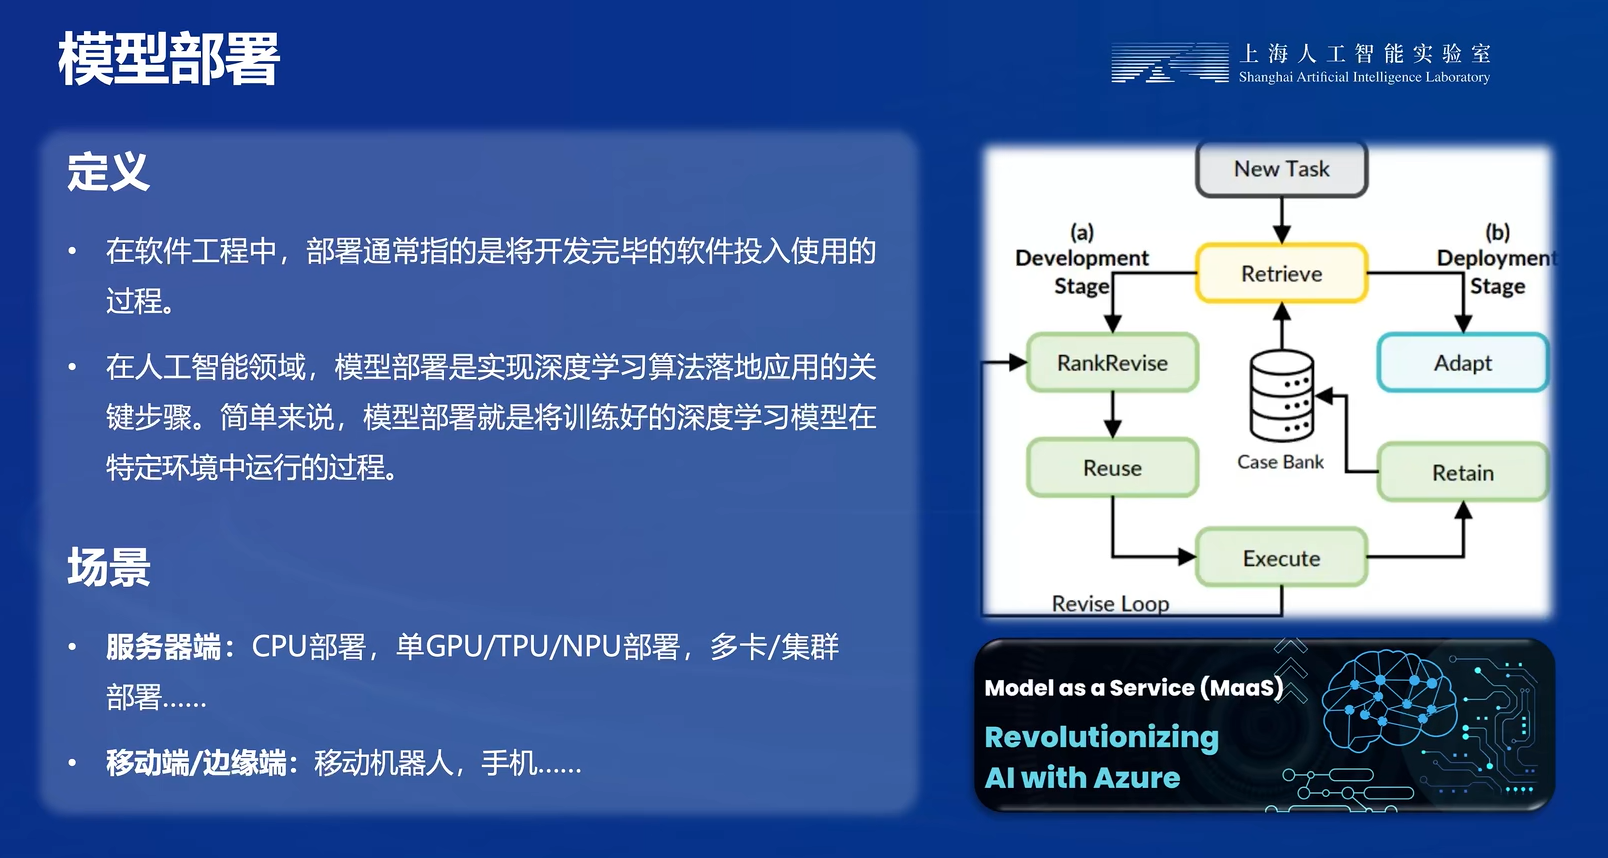 模型部署
上海人工智能实验室
Shanghai Artificial Intelligence Laboratory
定义
• 在软件工程中，部署通常指的是将开发完毕的软件投入使用的
过程。
• 在人工智能领域，模型部署是实现深度学习算法落地应用的关
键步骤。简单来说，模型部署就是将训练好的深度学习模型在
特定环境中运行的过程。
场景
• 服务器端：CPU部署，单GPU/TPU/NPU部署，多卡/集群
部署……
• 移动端/边缘端：移动机器人，手机……
New Task
(a)
Development
Stage
Retrieve
(b)
Deployment
Stage
RankRevise
Adapt
Reuse
Case Bank
Retain
Execute
Revise Loop
Model as a Service (MaaS)
Revolutionizing
AI with Azure